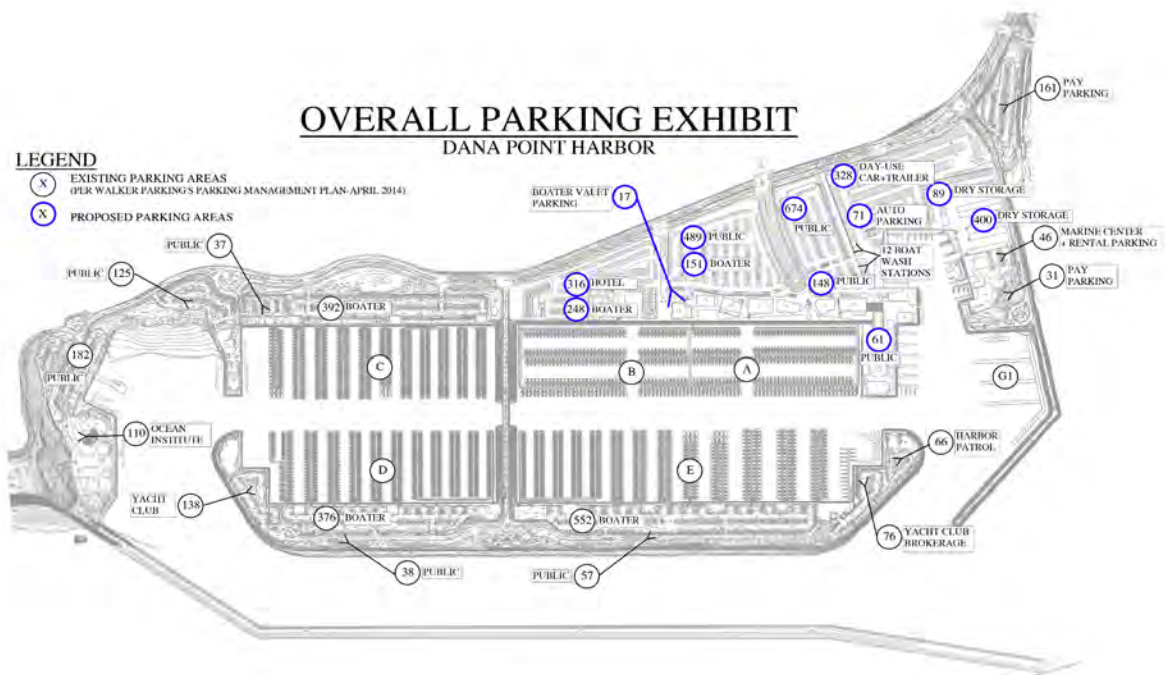 OVERALL PARKING EXHIBIT
DANA POINT HARBOR
LEGEND
X EXISTING PARKING AREAS
(PER WALKER PARKING'S PARKING MANAGEMENT PLAN-APRIL 2014)
X PROPOSED PARKING AREAS
161 PAY
PARKING
BOATER VALET
PARKING
17
328 DAY-USE
CAR+TRAILER
89 DRY STORAGE
674
PUBLIC
71 AUTO
PARKING
400 DRY STORAGE
489 PUBLIC
151 BOATER
12 BOAT
WASH
STATIONS
46 MARINE CENTER
+ RENTAL PARKING
PUBLIC 37
PUBLIC 125
316 HOTEL
148 PUBLIC
31 PAY
PARKING
392 BOATER
248 BOATER
61
PUBLIC
182
PUBLIC
C
B
A
G1
110 OCEAN
INSTITUTE
D
E
66 HARBOR
PATROL
YACHT
CLUB
138
376 BOATER
552 BOATER
76 YACHT CLUB
BROKERAGE
38 PUBLIC
PUBLIC 57